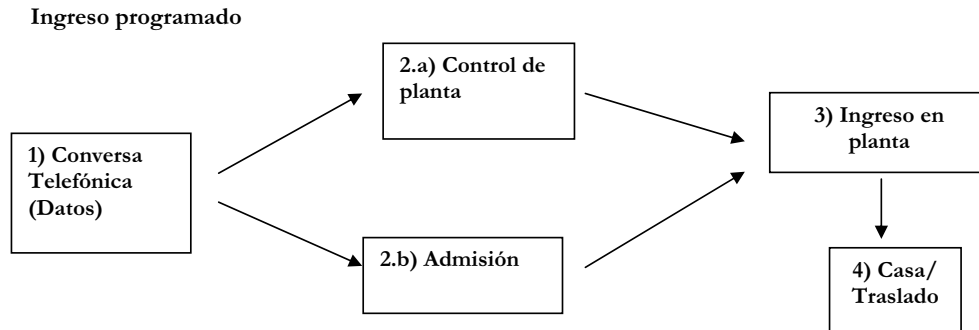 Ingreso programado
1) Conversa
Telefónica
(Datos)
2.a) Control de
planta
2.b) Admisión
3) Ingreso en
planta
4) Casa/
Traslado